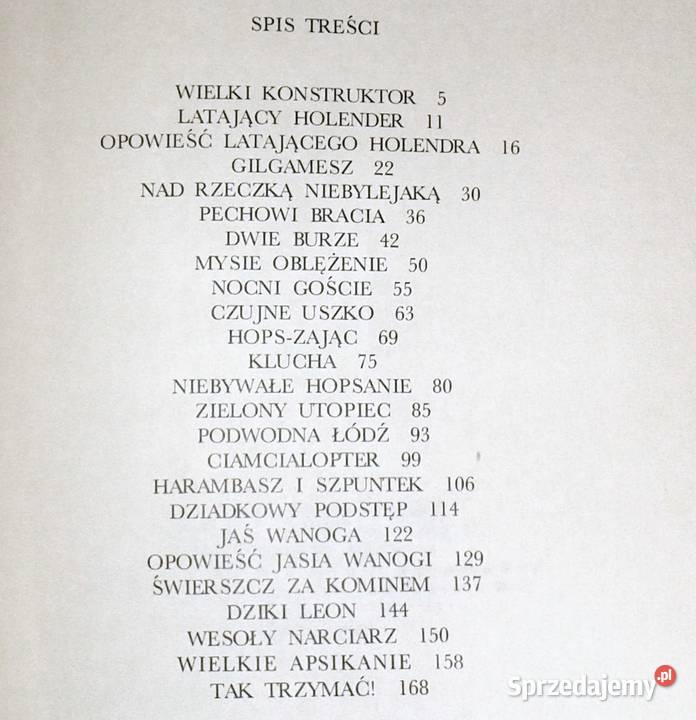 SPIS TREŚCI
WIELKI KONSTRUKTOR 5
LATAJĄCY HOLENDER 11
OPOWIEŚĆ LATAJĄCEGO HOLENDRA 16
GILGAMESZ 22
NAD RZECZKĄ NIEBYLEJAKĄ 30
PECHOWI BRACIA 36
DWIE BURZE 42
MYSIE OBLĘŻENIE 50
NOCNI GOŚCIE 55
CZUJNE USZKO 63
HOPS-ZAJĄC 69
KLUCHA 75
NIEBYWAŁE HOPSANIE 80
ZIELONY UTOPIEC 85
PODWODNA ŁÓDŹ 93
CIAMCIALOPTER 99
HARAMBASZ I SZPUNTEK 106
DZIADKOWY PODSTĘP 114
JAŚ WANOGA 122
OPOWIEŚĆ JASIA WANOGI 129
ŚWIERSZCZ ZA KOMINEM 137
DZIKI LEON 144
WESOŁY NARCIARZ 150
WIELKIE APSIKANIE 158
TAK TRZYMAĆ! 168
Sprzedajemy.pl